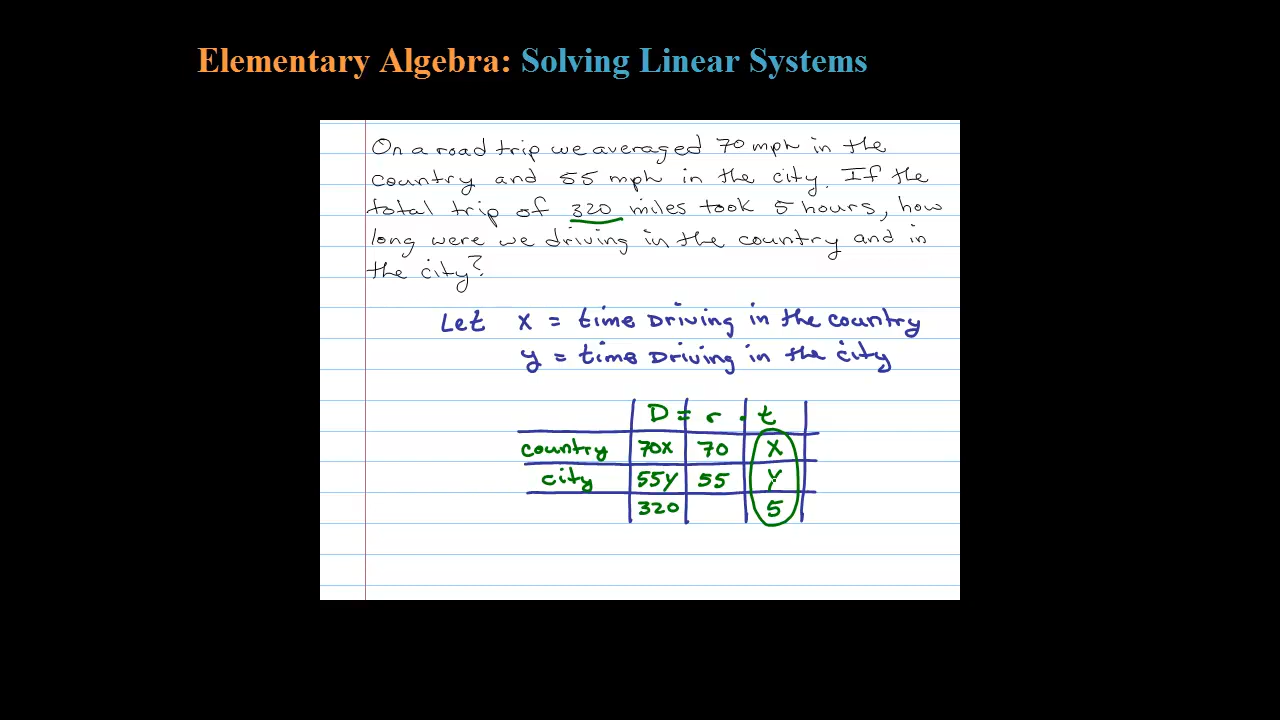 Elementary Algebra: Solving Linear Systems
On a road trip we averaged 70 mph in the
country and 55 mph in the city. If the
total trip of 320 miles took 5 hours, how
long were we driving in the country and in
the city?
Let x = time Driving in the country
y = time Driving in the city
D = r · t
country 70x 70 x
city 55y 55 y
320 5